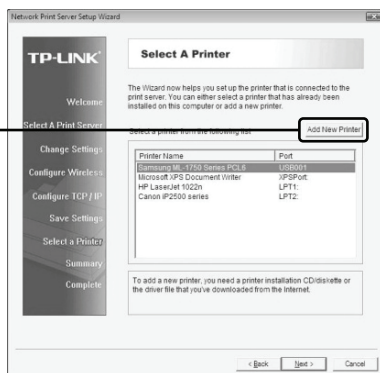 Network Print Server Setup Wizard
TP-LINK
Select A Printer
The Wizard now helps you set up the printer that is connected to the
print server. You can either select a printer that has already been
installed on this computer or add a new printer.
Select a printer from the following list
Add New Printer
Printer Name Port
Samsung ML-1750 Series PCL6 USB001
Microsoft XPS Document Writer XPSPort:
HP LaserJet 1022n LPT1:
Canon iP2500 series LPT2:
To add a new printer, you need a printer installation CD/diskette or
the driver file that you've downloaded from the Internet.
Welcome
Select A Print Server
Change Settings
Configure Wireless
Configure TCP / IP
Save Settings
Select a Printer
Summary
Complete
< Back
Next >
Cancel